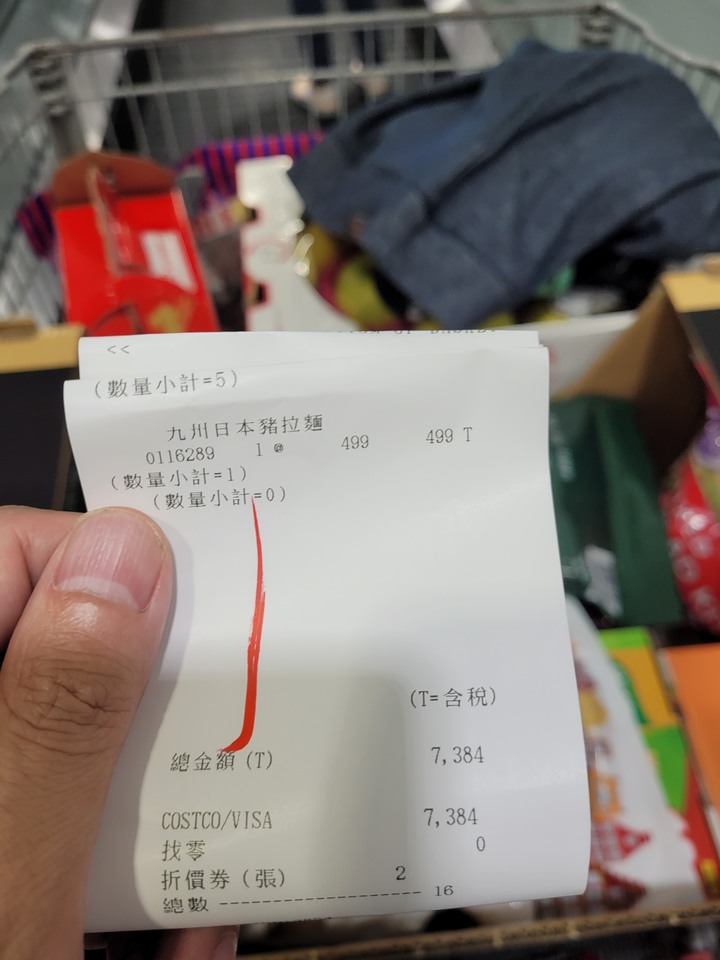 <<
(數量小計=5)
九州日本豬拉麵
0116289 1 @ 499 499 T
(數量小計=1)
(數量小計=0)
(T=含稅)
總金額(T) 7,384
COSTCO/VISA 7,384
找零 0
折價券(張) 2
總數 ------------------- 16